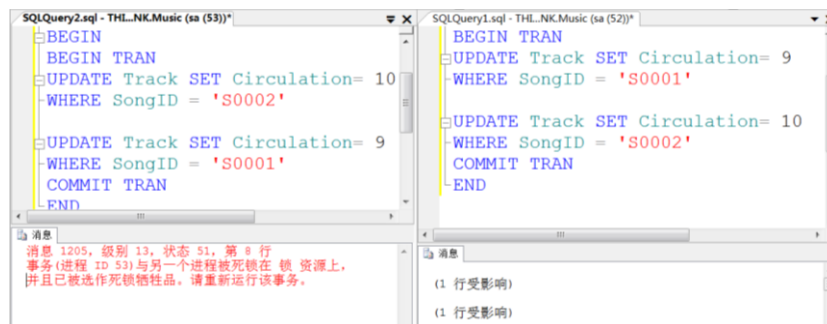 SQLQuery2.sql - THI...NK.Music (sa (53))*
BEGIN
BEGIN TRAN
UPDATE Track SET Circulation= 10
WHERE SongID = 'S0002'
UPDATE Track SET Circulation= 9
WHERE SongID = 'S0001'
COMMIT TRAN
END
消息
消息 1205，级别 13，状态 51，第 8 行
事务(进程 ID 53)与另一个进程被死锁在 锁 资源上，
并且已被选作死锁牺牲品。请重新运行该事务。
SQLQuery1.sql - THI...NK.Music (sa (52))*
BEGIN TRAN
UPDATE Track SET Circulation= 9
WHERE SongID = 'S0001'
UPDATE Track SET Circulation= 10
WHERE SongID = 'S0002'
COMMIT TRAN
END
消息
(1 行受影响)
(1 行受影响)